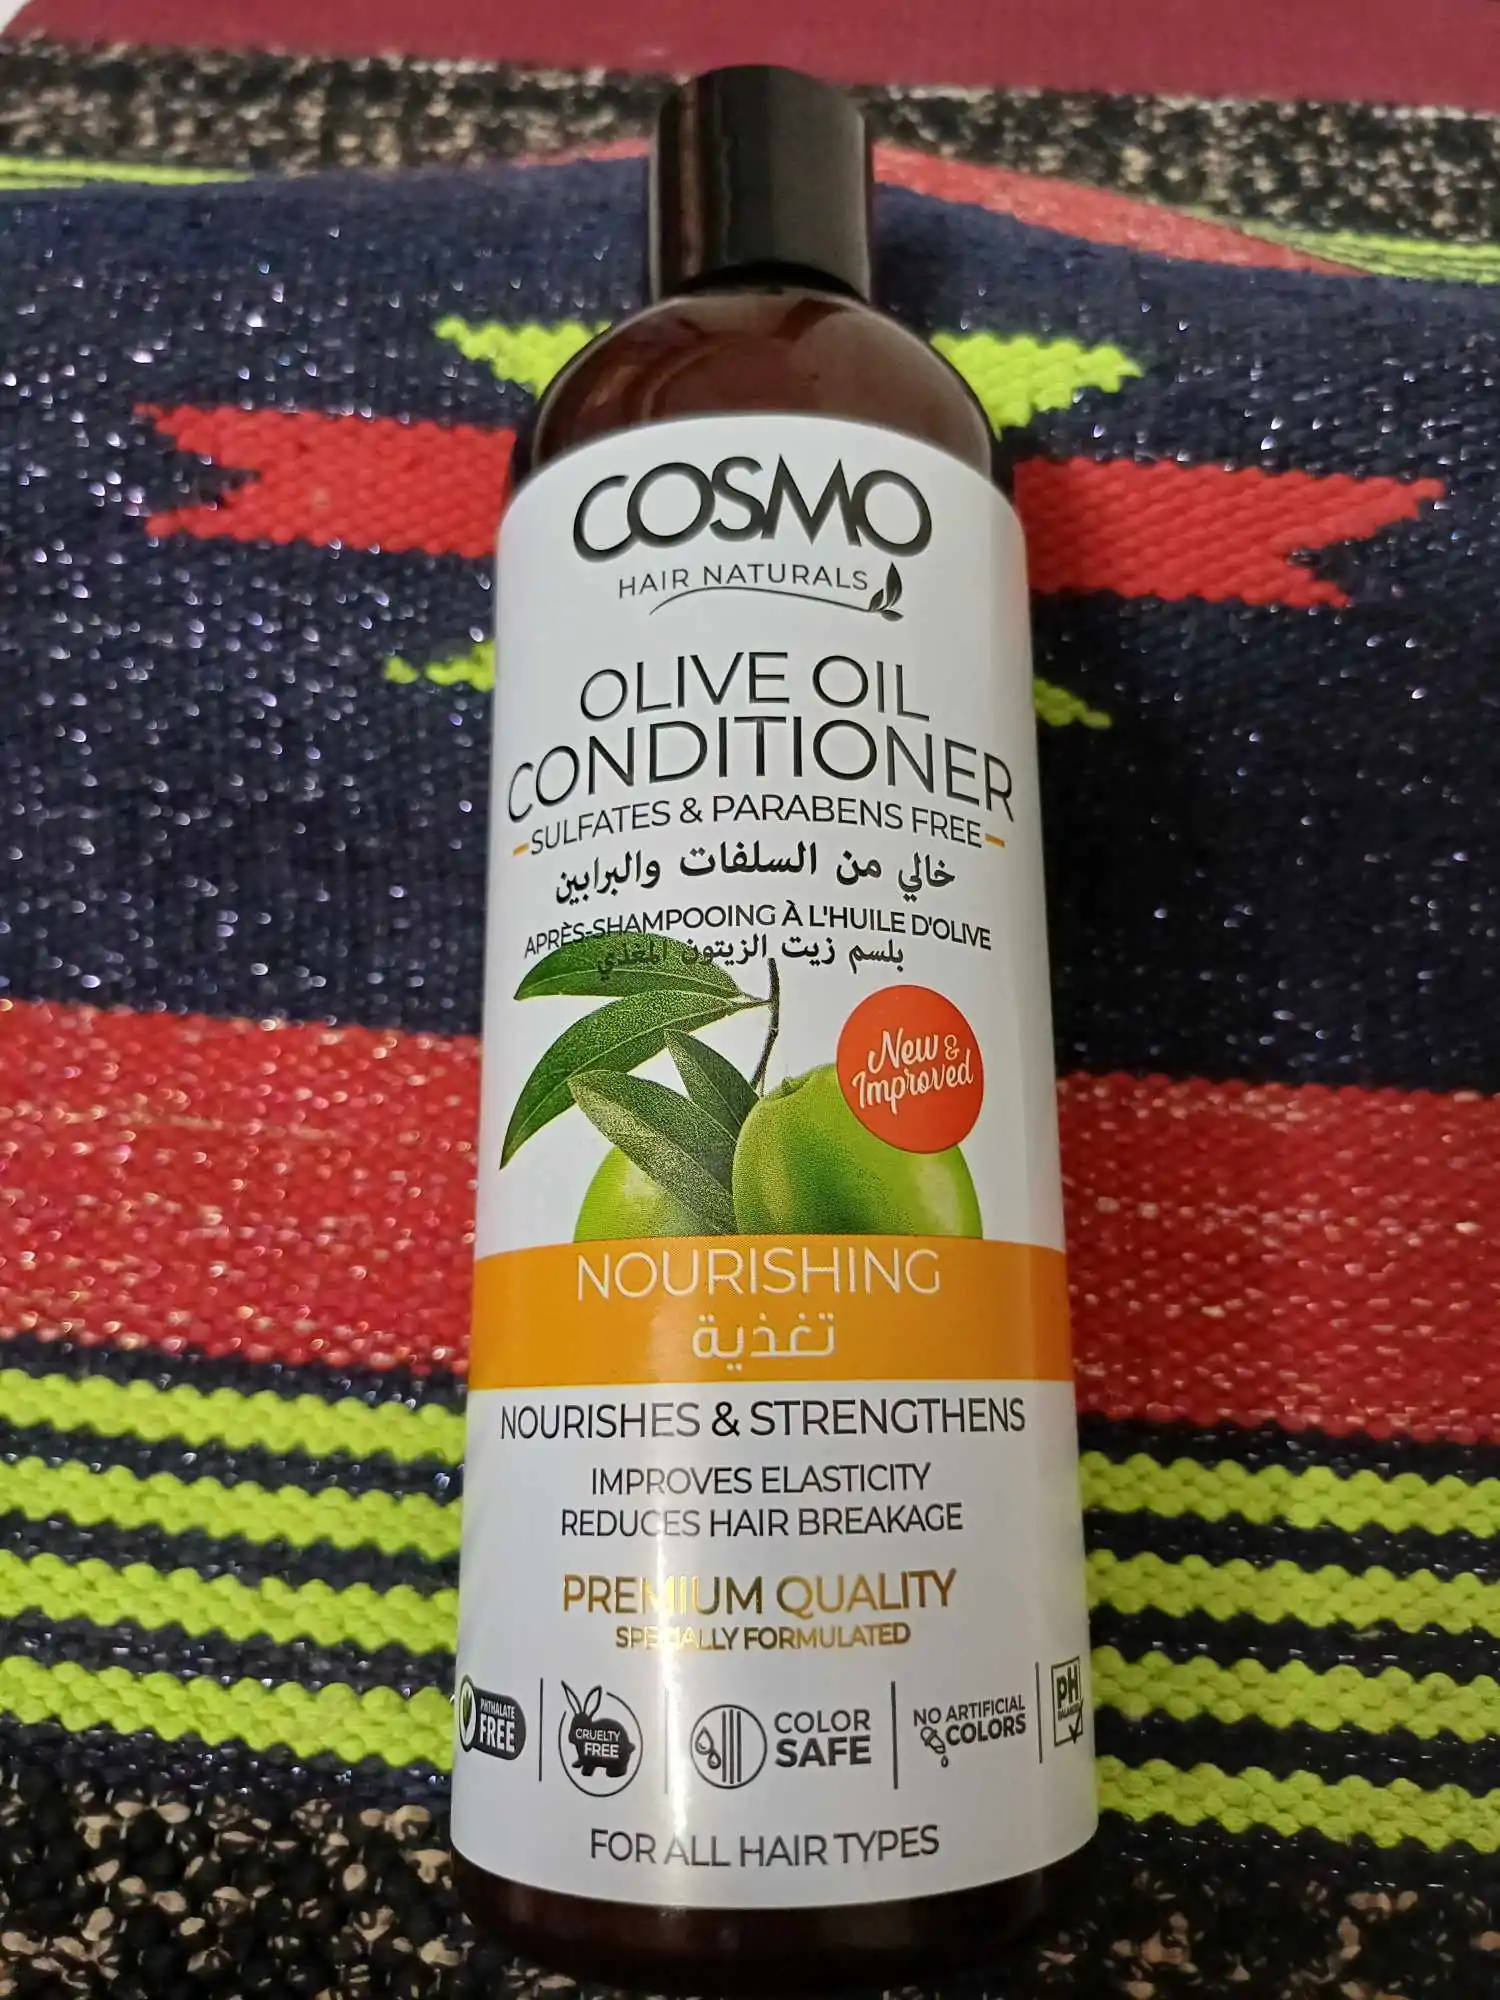 COSMO
HAIR NATURALS
OLIVE OIL
CONDITIONER
SULFATES & PARABENS FREE
خالي من السلفات والبرابين
APRÈS-SHAMPOOING À L'HUILE D'OLIVE
بلسم زيت الزيتون المغذي
New &
Improved
NOURISHING
تغذية
NOURISHES & STRENGTHENS
IMPROVES ELASTICITY
REDUCES HAIR BREAKAGE
PREMIUM QUALITY
SPECIALLY FORMULATED
PHTHALATE
FREE
CRUELTY
FREE
COLOR
SAFE
NO ARTIFICIAL
COLORS
PH
BALANCED
FOR ALL HAIR TYPES